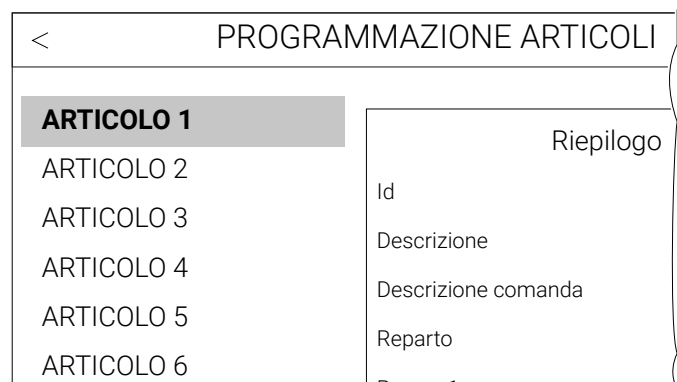 < PROGRAMMAZIONE ARTICOLI
ARTICOLO 1
ARTICOLO 2
ARTICOLO 3
ARTICOLO 4
ARTICOLO 5
ARTICOLO 6
Riepilogo
Id
Descrizione
Descrizione comanda
Reparto